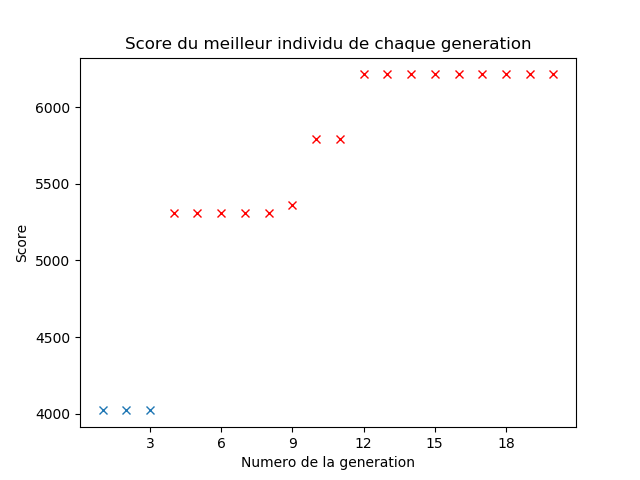 Score du meilleur individu de chaque generation
6000
5500
5000
4500
4000
Score
3 6 9 12 15 18
Numero de la generation